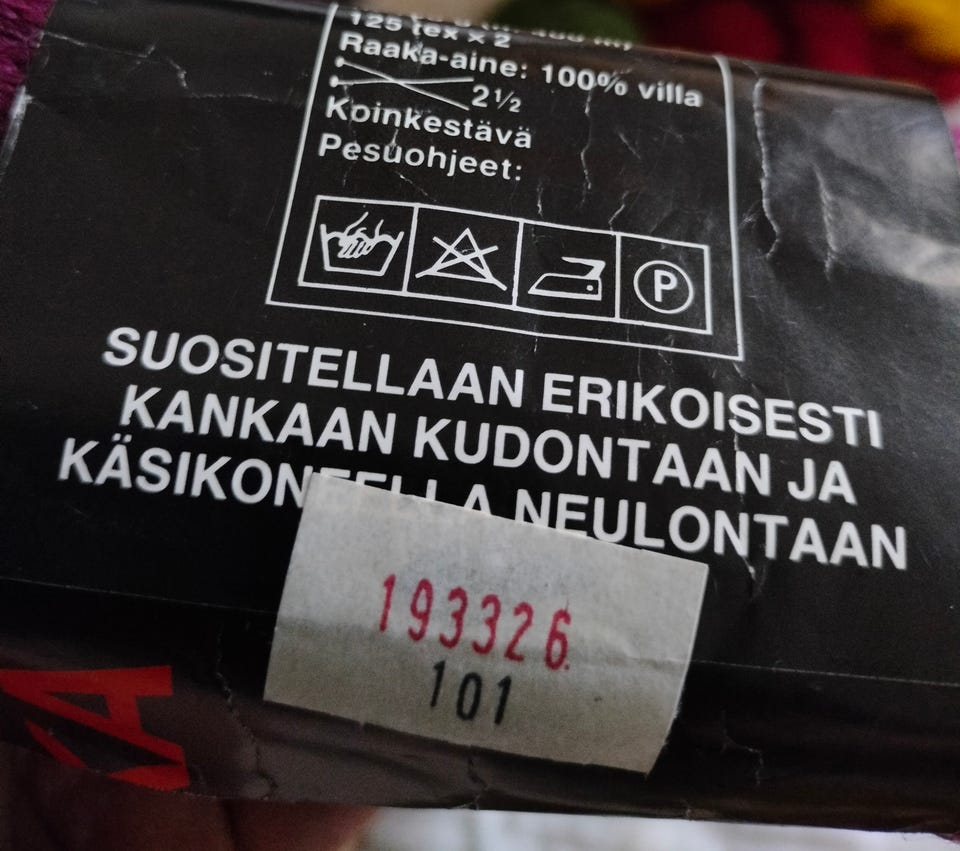 125 tex x 2
Raaka-aine: 100% villa
2½
Koinkestävä
Pesuohjeet:
P
SUOSITELLAAN ERIKOISESTI
KANKAAN KUDONTAAN JA
KÄSIKONEELLA NEULONTAAN
193326
101